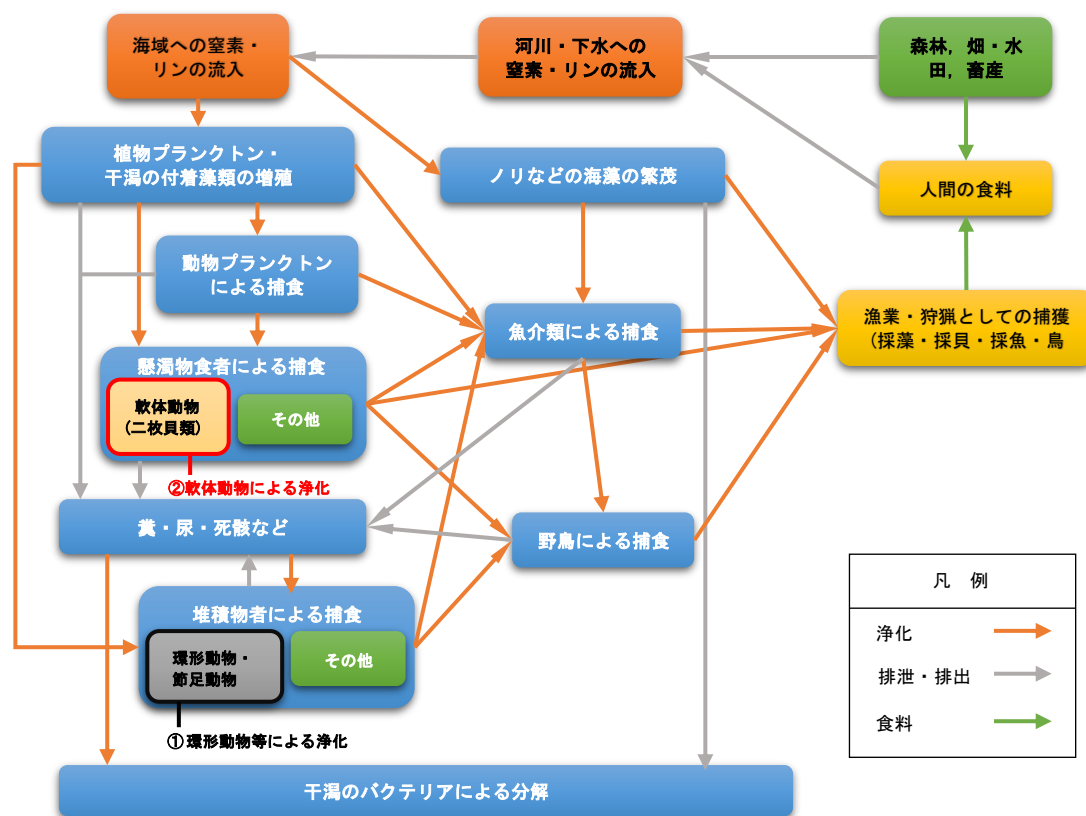 海域への窒素・
リンの流入
河川・下水への
窒素・リンの流入
森林，畑・水
田，畜産
植物プランクトン・
干潟の付着藻類の増殖
ノリなどの海藻の繁茂
人間の食料
動物プランクトン
による捕食
魚介類による捕食
漁業・狩猟としての捕獲
(採藻・採貝・採魚・鳥
懸濁物食者による捕食
軟体動物
(二枚貝類)
その他
②軟体動物による浄化
糞・尿・死骸など
野鳥による捕食
堆積物者による捕食
環形動物・
節足動物
その他
①環形動物等による浄化
干潟のバクテリアによる分解
凡　例
浄化
排泄・排出
食料